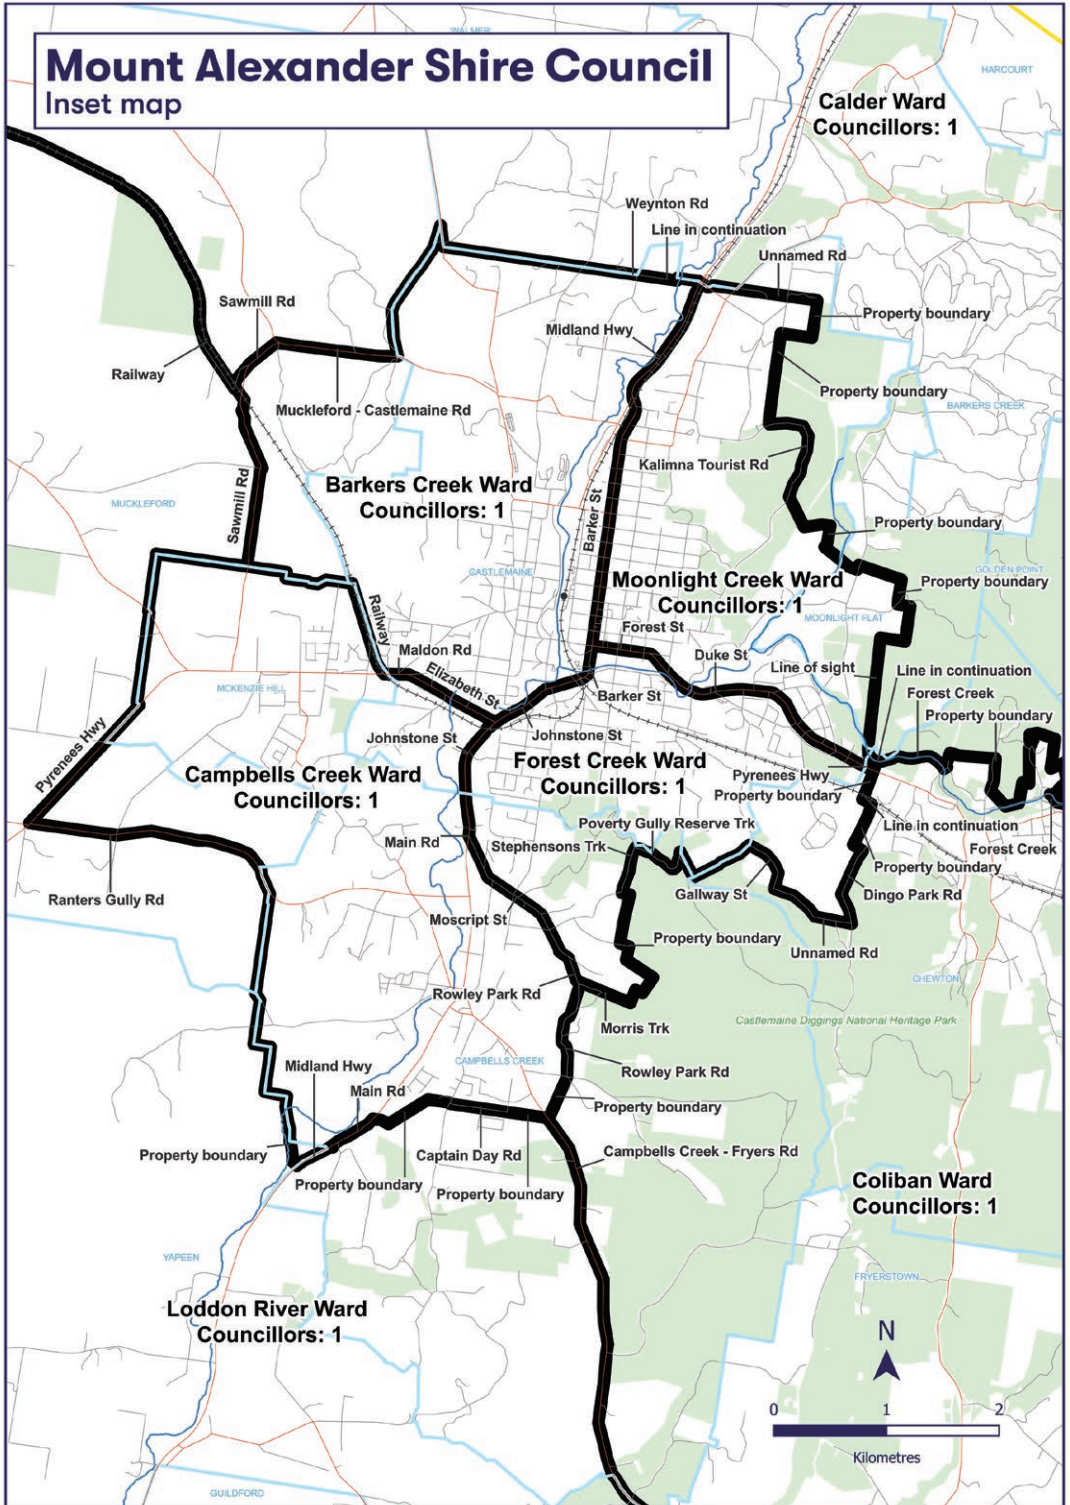 Mount Alexander Shire Council
Inset map
WALMER
HARCOURT
Calder Ward
Councillors: 1
Weynton Rd
Line in continuation
Unnamed Rd
Sawmill Rd
Property boundary
Midland Hwy
Railway
Property boundary
Muckleford - Castlemaine Rd
BARKERS CREEK
Kalimna Tourist Rd
Barkers Creek Ward
Councillors: 1
Sawmill Rd
MUCKLEFORD
Barker St
Property boundary
CASTLEMAINE
GOLDEN POINT
Moonlight Creek Ward
Councillors: 1
Property boundary
Railway
MOONLIGHT FLAT
Forest St
Maldon Rd
Duke St
Line of sight
Line in continuation
MCKENZIE HILL
Elizabeth St
Barker St
Forest Creek
Property boundary
Johnstone St
Johnstone St
Pyrenees Hwy
Forest Creek Ward
Councillors: 1
Campbells Creek Ward
Councillors: 1
Pyrenees Hwy
Property boundary
Poverty Gully Reserve Trk
Line in continuation
Main Rd
Stephensons Trk
Forest Creek
Property boundary
Ranters Gully Rd
Gallway St
Dingo Park Rd
Moscript St
Property boundary
Unnamed Rd
CHEWTON
Rowley Park Rd
Morris Trk
Castlemaine Diggings National Heritage Park
Midland Hwy
CAMPBELLS CREEK
Rowley Park Rd
Main Rd
Property boundary
Property boundary
Captain Day Rd
Campbells Creek - Fryers Rd
Property boundary
Property boundary
Coliban Ward
Councillors: 1
YAPEEN
FRYERSTOWN
Loddon River Ward
Councillors: 1
N
0 1 2
Kilometres
GUILDFORD